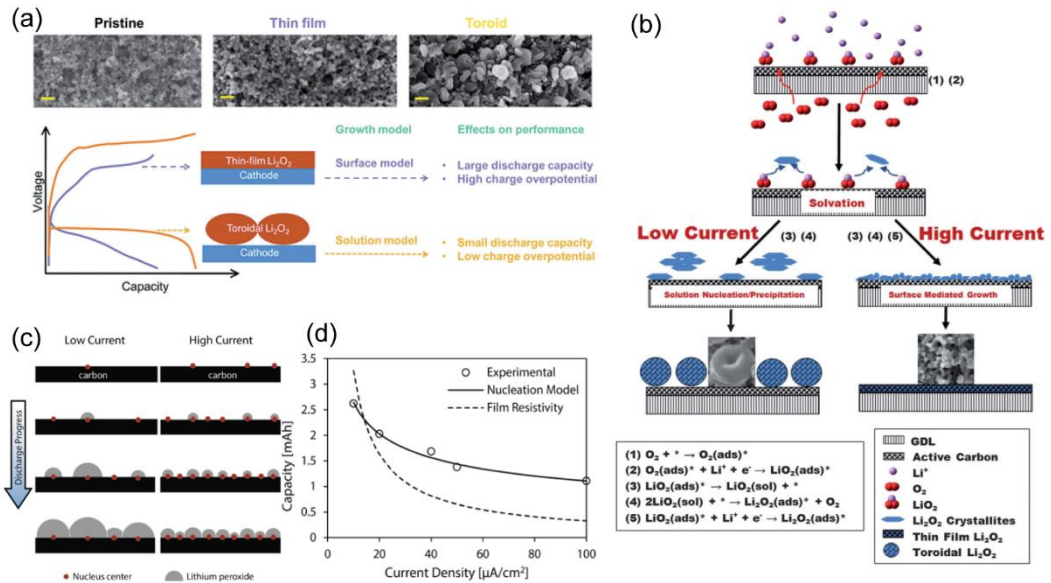 (a)
Pristine
Thin film
Toroid
Voltage
Capacity
Growth model
Effects on performance
Thin-film Li₂O₂
Cathode
Surface model
• Large discharge capacity
• High charge overpotential
Toroidal Li₂O₂
Cathode
Solution model
• Small discharge capacity
• Low charge overpotential
(b)
(1) (2)
Solvation
Low Current
(3) (4)
(3) (4) (5)
High Current
Solution Nucleation/Precipitation
Surface Mediated Growth
(1) O₂ + * → O₂(ads)*
(2) O₂(ads)* + Li⁺ + e⁻ → LiO₂(ads)*
(3) LiO₂(ads)* → LiO₂(sol) + *
(4) 2LiO₂(sol) + * → Li₂O₂(ads)* + O₂
(5) LiO₂(ads)* + Li⁺ + e⁻ → Li₂O₂(ads)*
GDL
Active Carbon
Li⁺
O₂
LiO₂
Li₂O₂ Crystallites
Thin Film Li₂O₂
Toroidal Li₂O₂
(c)
Low Current
High Current
carbon
carbon
Discharge Progress
Nucleus center
Lithium peroxide
(d)
Capacity [mAh]
3.5
3
2.5
2
1.5
1
0.5
0
Experimental
Nucleation Model
Film Resistivity
0
20
40
60
80
100
Current Density [µA/cm²]